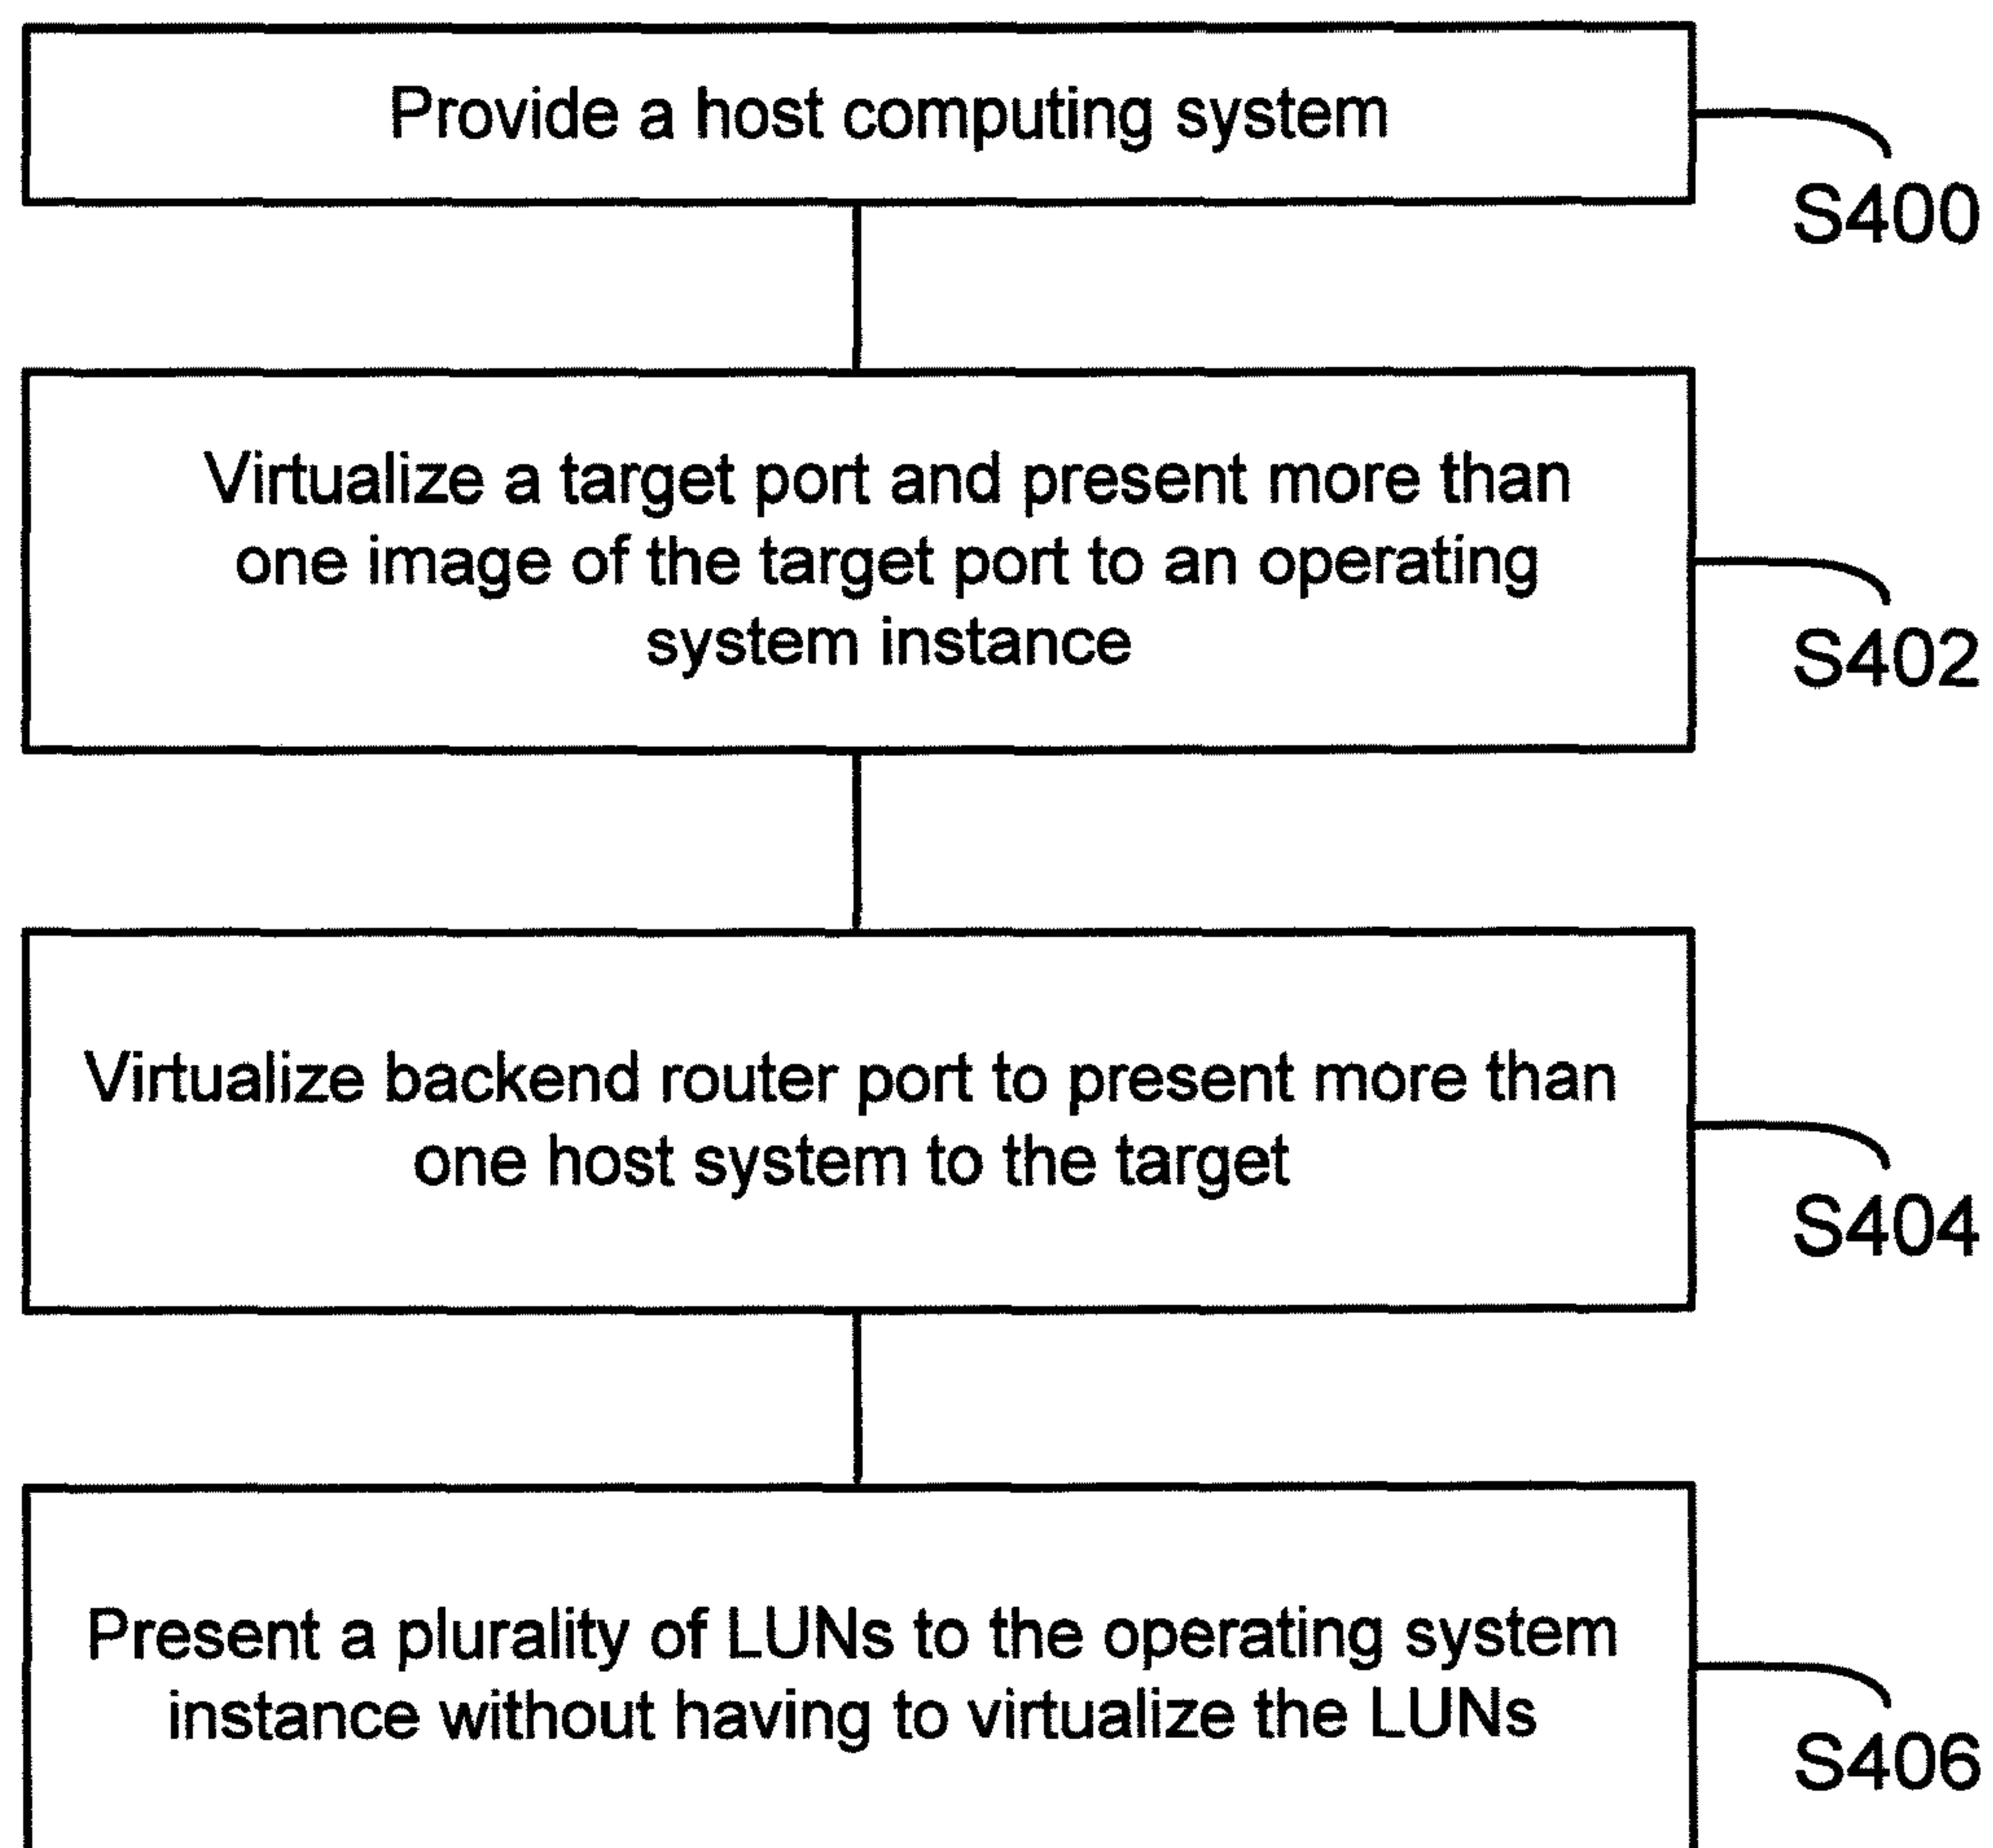 Provide a host computing system
S400
Virtualize a target port and present more than
one image of the target port to an operating
system instance
S402
Virtualize backend router port to present more than
one host system to the target
S404
Present a plurality of LUNs to the operating system
instance without having to virtualize the LUNs
S406